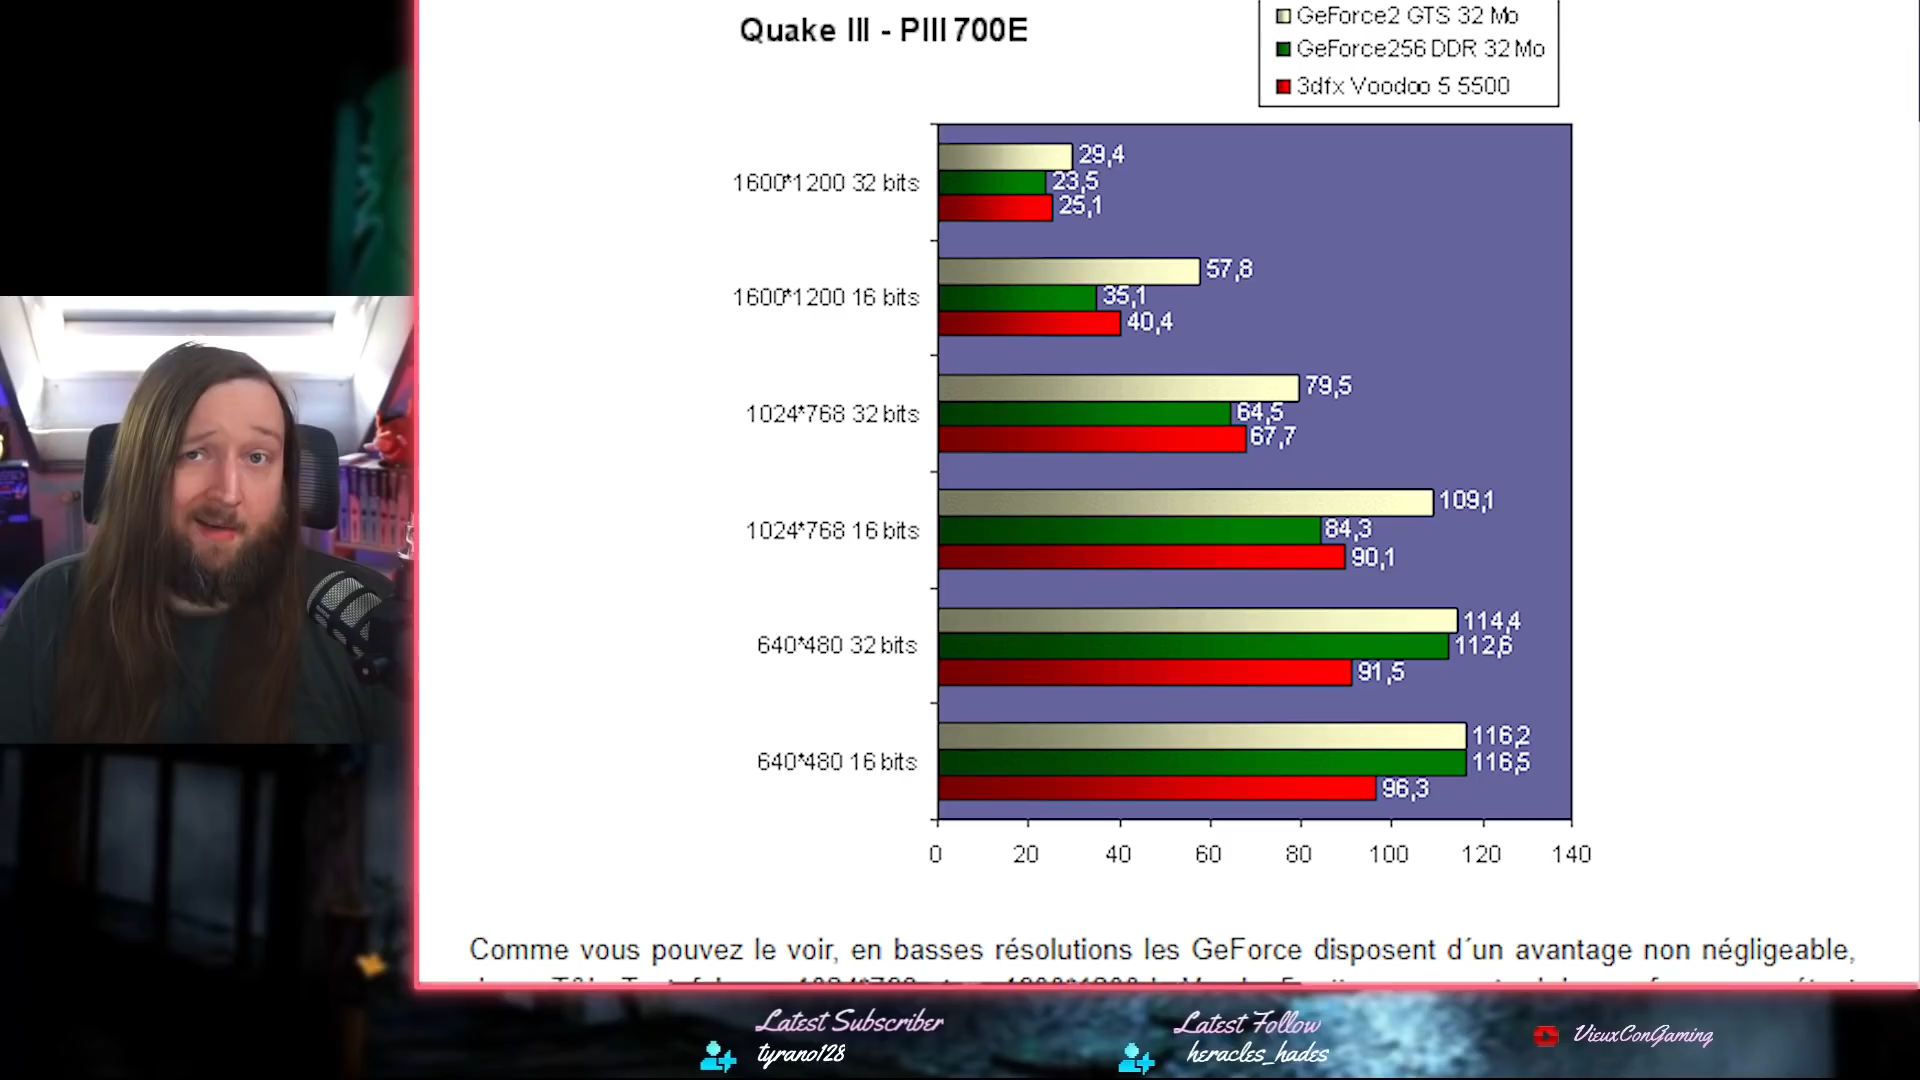 Quake III - PIII 700E
GeForce2 GTS 32 Mo
GeForce256 DDR 32 Mo
3dfx Voodoo 5 5500
1600*1200 32 bits
29,4
23,5
25,1
1600*1200 16 bits
57,8
35,1
40,4
1024*768 32 bits
79,5
64,5
67,7
1024*768 16 bits
109,1
84,3
90,1
640*480 32 bits
114,4
112,6
91,5
640*480 16 bits
116,2
116,5
96,3
0 20 40 60 80 100 120 140
Comme vous pouvez le voir, en basses résolutions les GeForce disposent d´un avantage non négligeable,
Latest Subscriber
tyrano128
Latest Follow
heracles_hades
VieuxConGaming